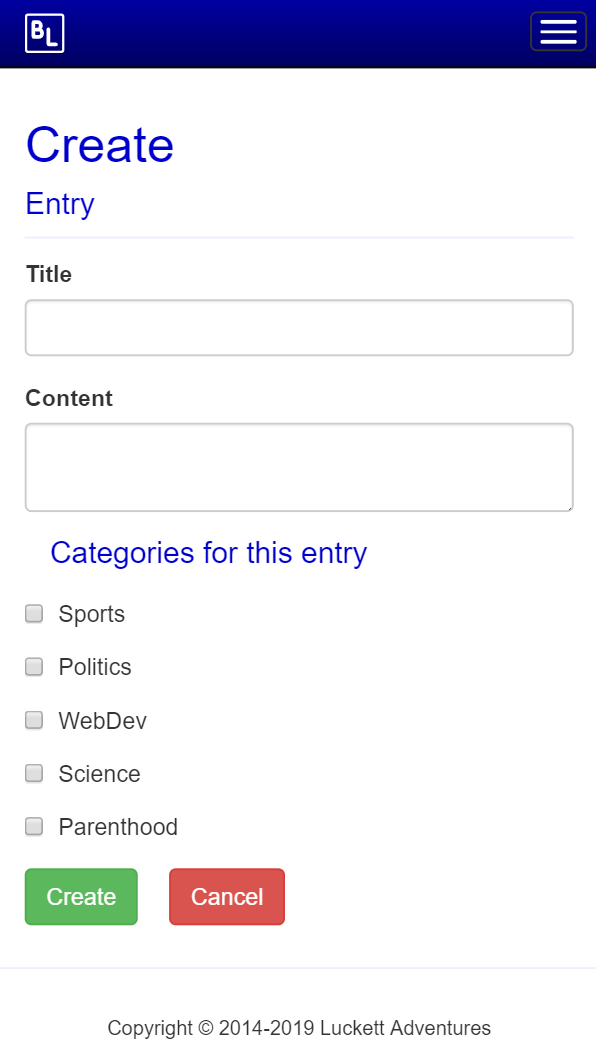 BL
Create
Entry
Title
Content
Categories for this entry
Sports
Politics
WebDev
Science
Parenthood
Create Cancel
Copyright © 2014-2019 Luckett Adventures